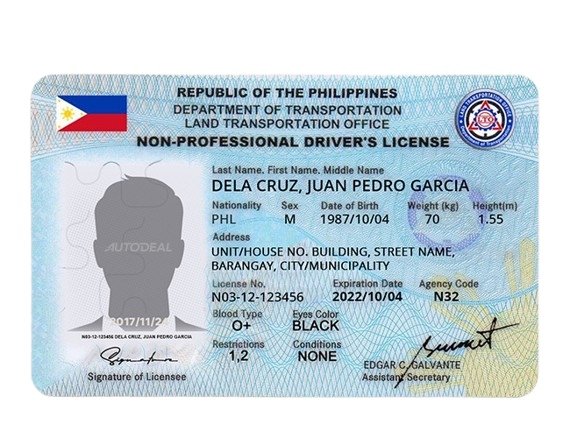 REPUBLIC OF THE PHILIPPINES
DEPARTMENT OF TRANSPORTATION
LAND TRANSPORTATION OFFICE
NON-PROFESSIONAL DRIVER'S LICENSE
Last Name. First Name. Middle Name
DELA CRUZ, JUAN PEDRO GARCIA
Nationality Sex Date of Birth Weight (kg) Height(m)
PHL M 1987/10/04 70 1.55
Address
UNIT/HOUSE NO. BUILDING, STREET NAME,
BARANGAY, CITY/MUNICIPALITY
License No. Expiration Date Agency Code
N03-12-123456 2022/10/04 N32
Blood Type Eyes Color
O+ BLACK
Restrictions Conditions
1,2 NONE
AUTODEAL
2017/11/2
N03-12-123456 DELA CRUZ, JUAN PEDRO GARCIA
Signature
Signature of Licensee
EDGAR C. GALVANTE
Assistant Secretary